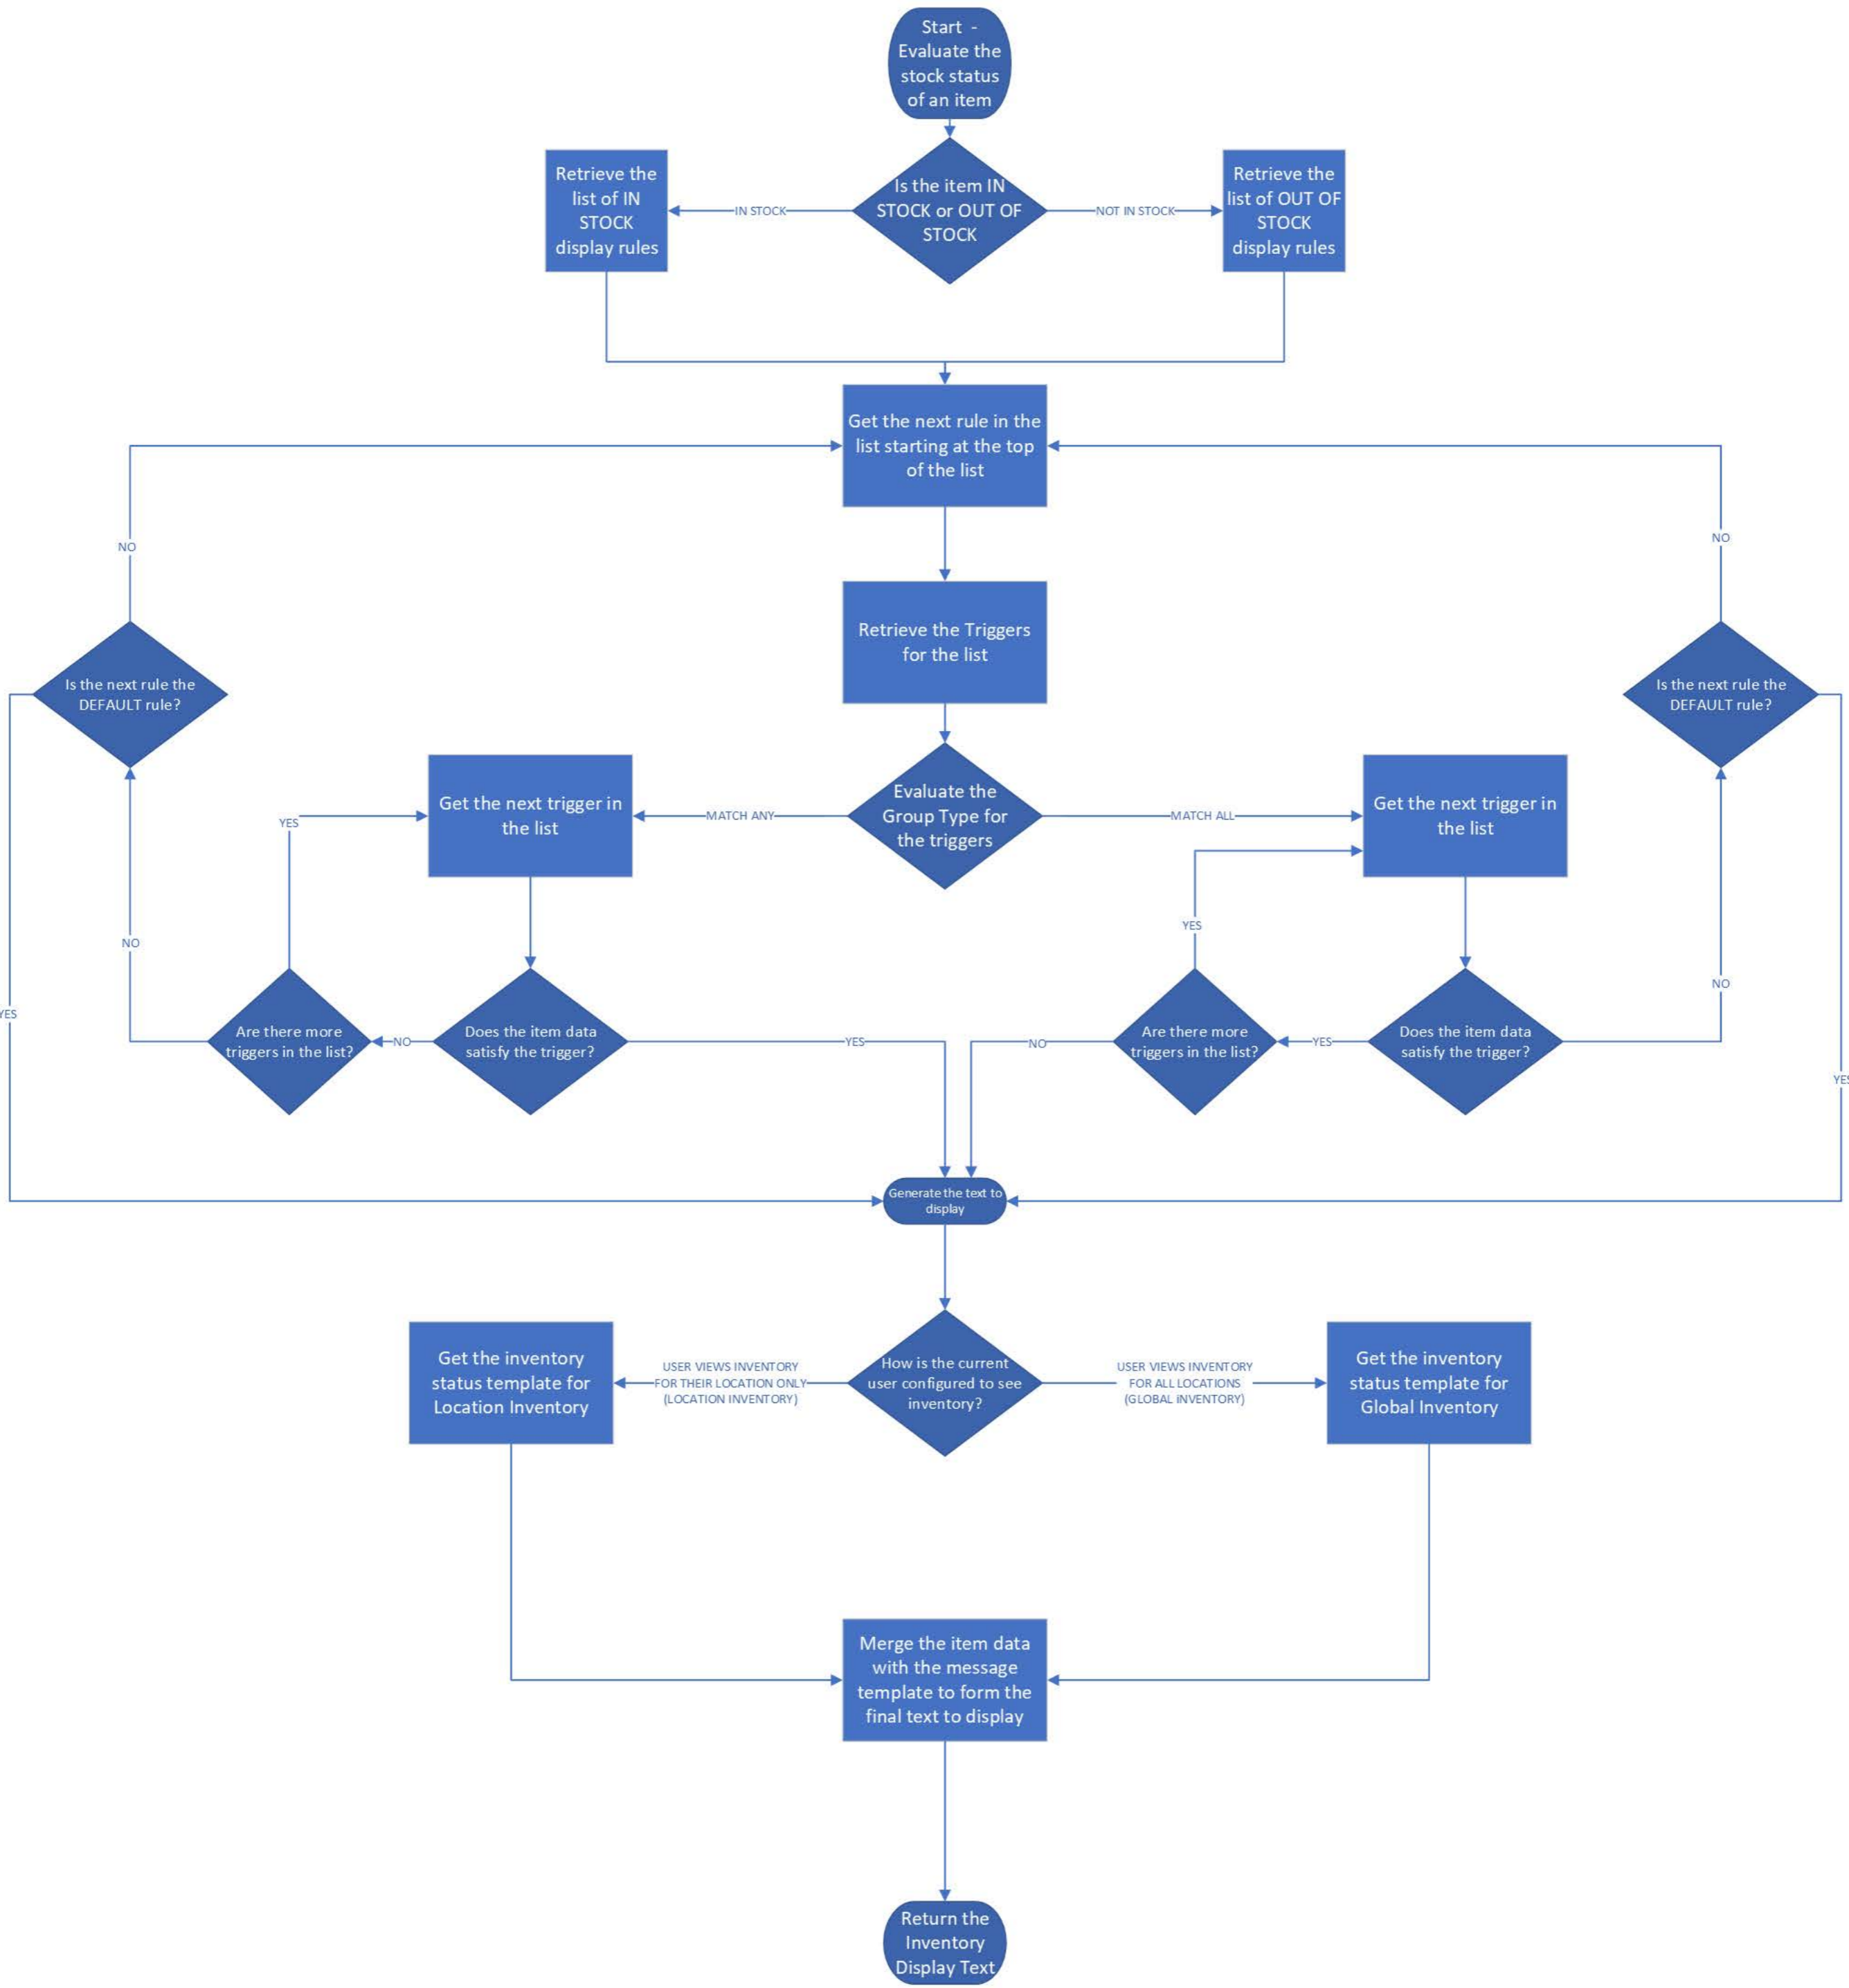 Start -
Evaluate the
stock status
of an item
Is the item IN
STOCK or OUT OF
STOCK
IN STOCK
NOT IN STOCK
Retrieve the
list of IN
STOCK
display rules
Retrieve the
list of OUT OF
STOCK
display rules
Get the next rule in the
list starting at the top
of the list
NO
NO
Retrieve the Triggers
for the list
Is the next rule the
DEFAULT rule?
Is the next rule the
DEFAULT rule?
Evaluate the
Group Type for
the triggers
MATCH ANY
MATCH ALL
Get the next trigger in
the list
Get the next trigger in
the list
YES
YES
NO
NO
YES
Are there more
triggers in the list?
NO
Does the item data
satisfy the trigger?
YES
NO
Are there more
triggers in the list?
YES
Does the item data
satisfy the trigger?
YES
Generate the text to
display
How is the current
user configured to see
inventory?
USER VIEWS INVENTORY
FOR THEIR LOCATION ONLY
(LOCATION INVENTORY)
USER VIEWS INVENTORY
FOR ALL LOCATIONS
(GLOBAL iNVENTORY)
Get the inventory
status template for
Location Inventory
Get the inventory
status template for
Global Inventory
Merge the item data
with the message
template to form the
final text to display
Return the
Inventory
Display Text